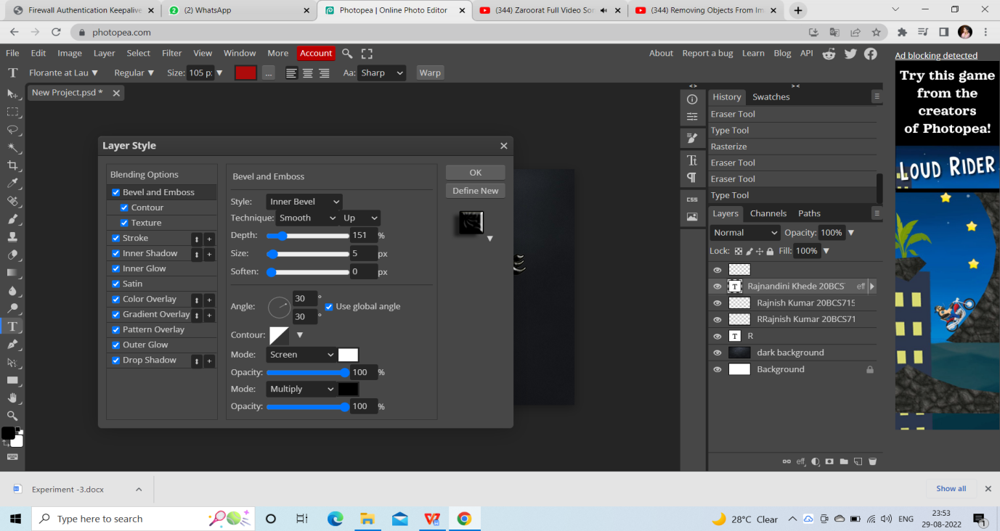 Firewall Authentication Keepalive
(2) WhatsApp
Photopea | Online Photo Editor
(344) Zaroorat Full Video Son
(344) Removing Objects From Im
photopea.com
File Edit Image Layer Select Filter View Window More Account
About Report a bug Learn Blog API
Ad blocking detected
T Florante at Lau Regular Size: 105 p: ... Aa: Sharp Warp
New Project.psd *
Try this game
from the
creators
of Photopea!
LOUD RIDER
Layer Style
Blending Options
Bevel and Emboss
Contour
Texture
Stroke
Inner Shadow
Inner Glow
Satin
Color Overlay
Gradient Overlay
Pattern Overlay
Outer Glow
Drop Shadow
Bevel and Emboss
Style: Inner Bevel
Technique: Smooth Up
Depth: 151 %
Size: 5 px
Soften: 0 px
Angle: 30 °
30 °
Use global angle
Contour:
Mode: Screen
Opacity: 100 %
Mode: Multiply
Opacity: 100 %
OK
Define New
CSS
History Swatches
Eraser Tool
Type Tool
Rasterize
Eraser Tool
Eraser Tool
Type Tool
Layers Channels Paths
Normal Opacity: 100%
Lock: Fill: 100%
T Rajnandini Khede 20BCS eff
Rajnish Kumar 20BCS715
RRajnish Kumar 20BCS71
T R
dark background
Background
eff
Experiment -3.docx
Show all
Type here to search
28°C Clear
ENG
23:53
29-08-2022
1